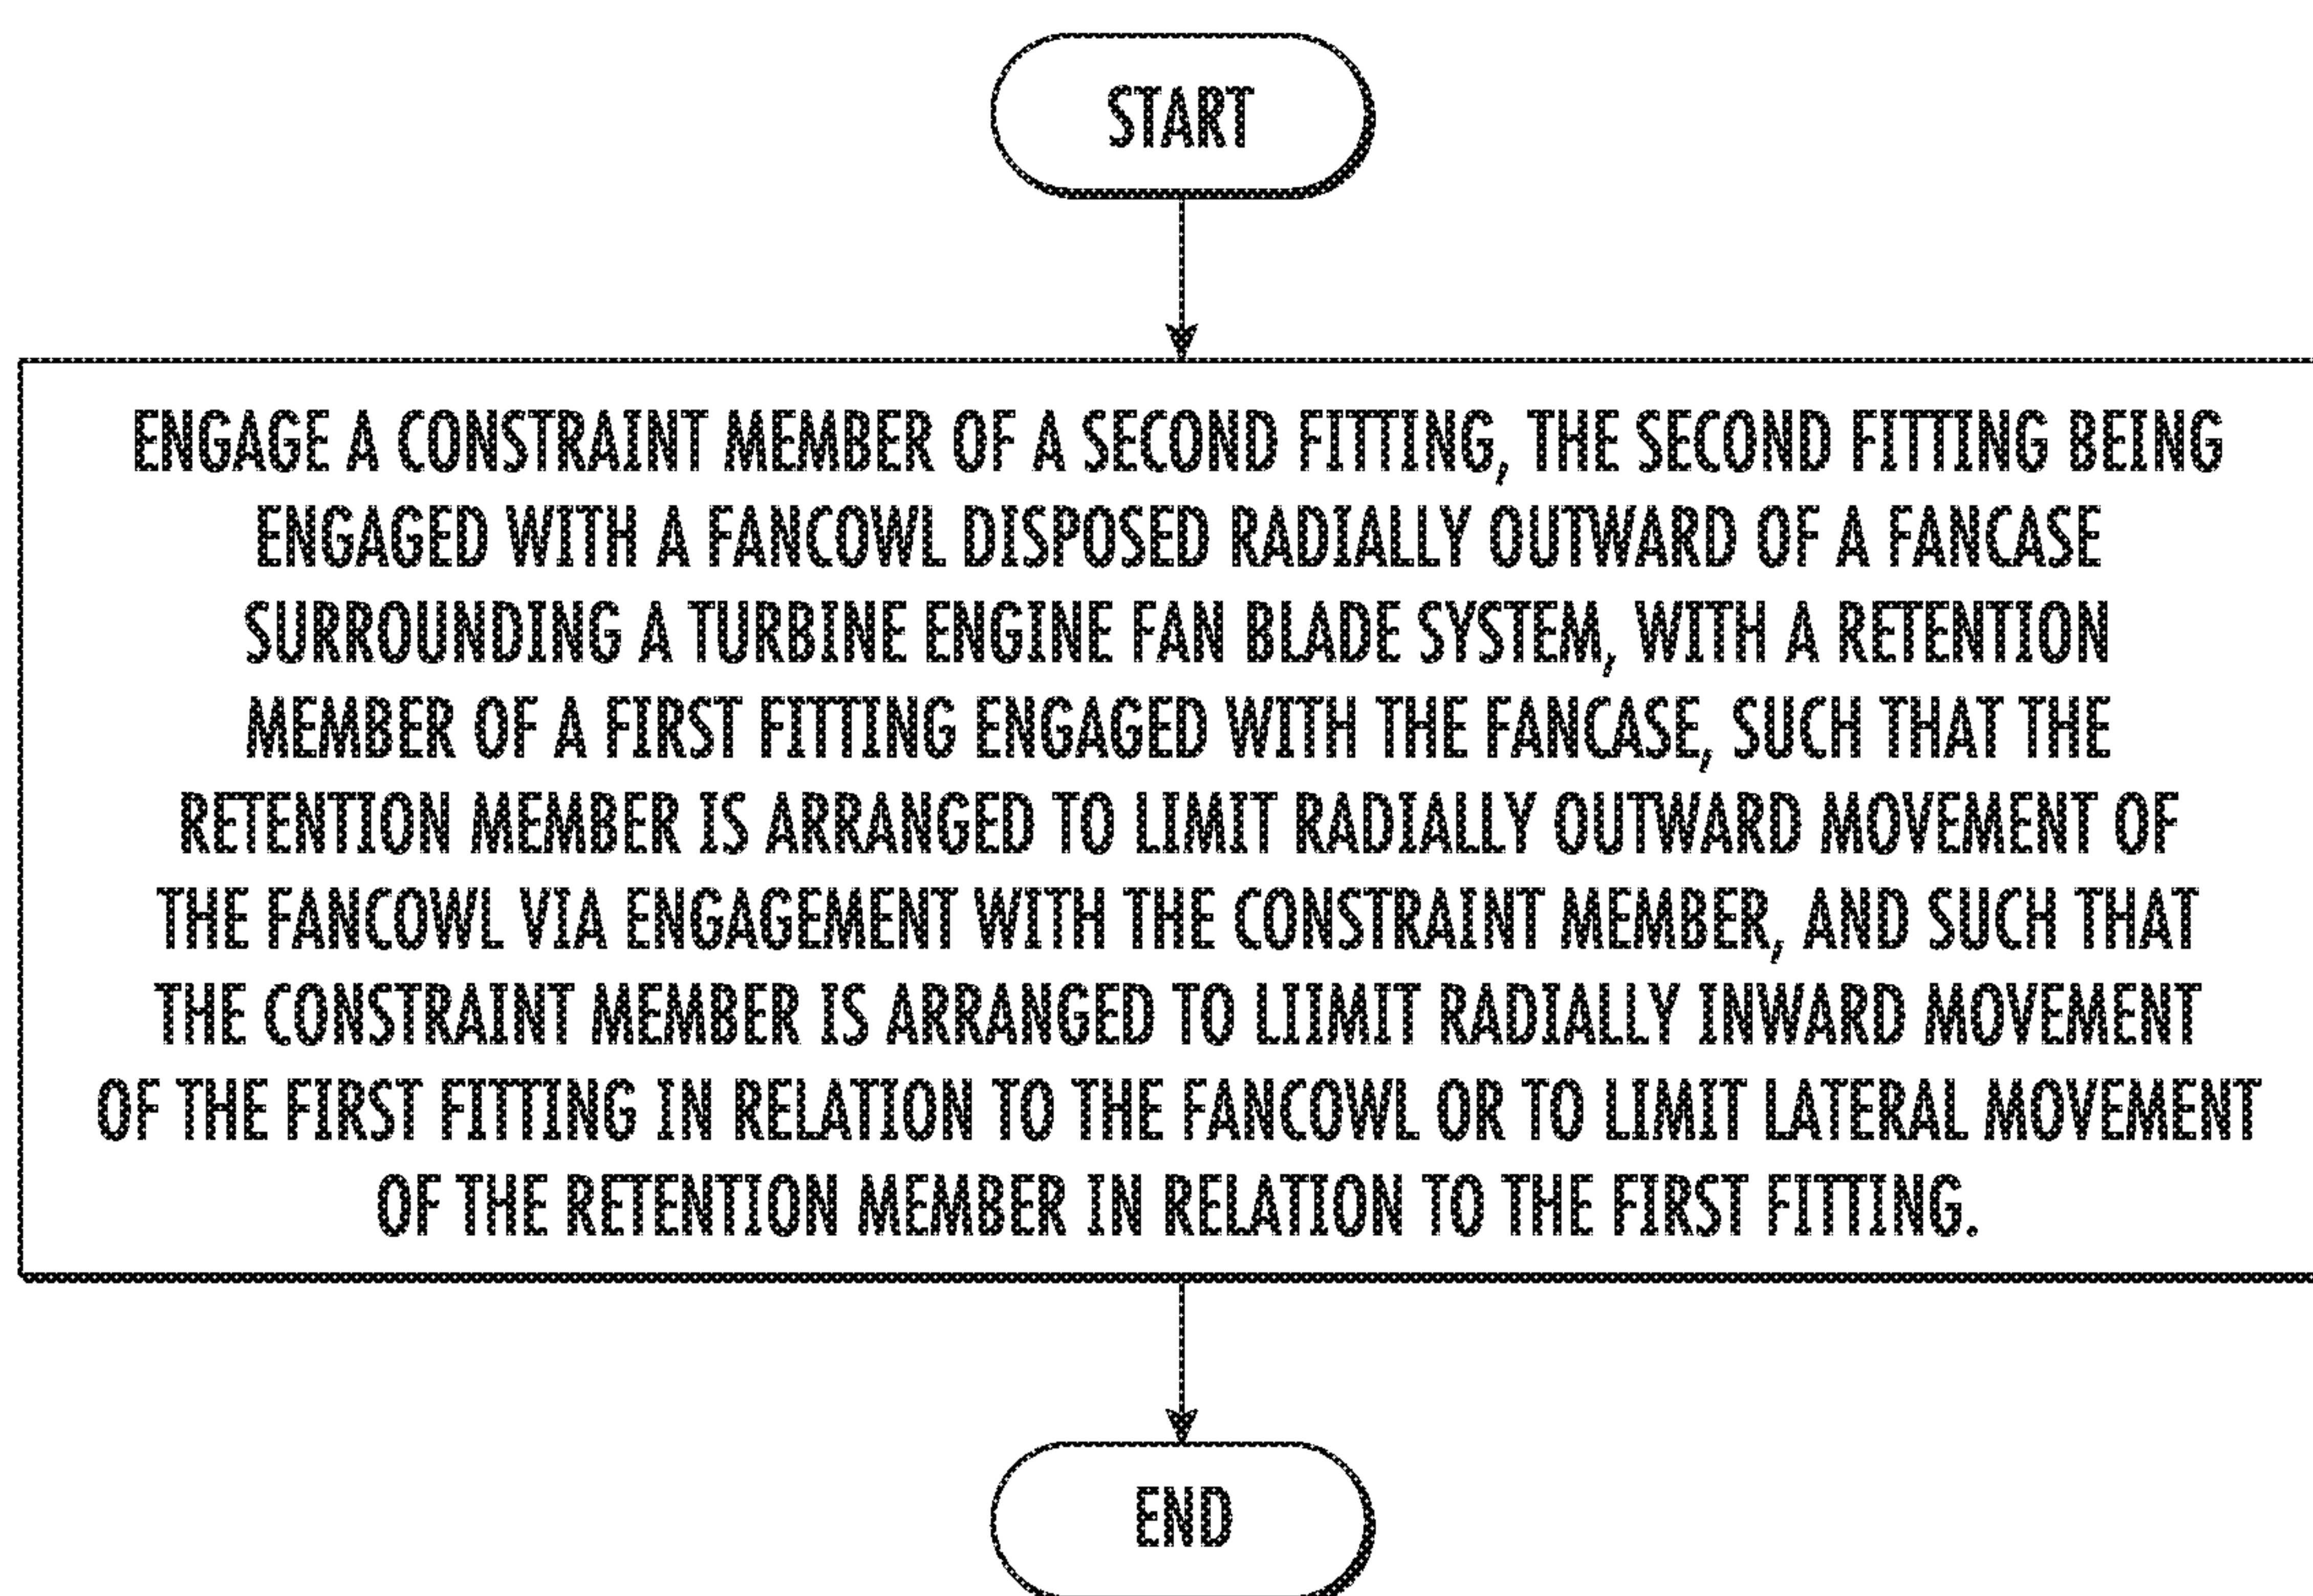 START
ENGAGE A CONSTRAINT MEMBER OF A SECOND FITTING, THE SECOND FITTING BEING
ENGAGED WITH A FANCOWL DISPOSED RADIALLY OUTWARD OF A FANCASE
SURROUNDING A TURBINE ENGINE FAN BLADE SYSTEM, WITH A RETENTION
MEMBER OF A FIRST FITTING ENGAGED WITH THE FANCASE, SUCH THAT THE
RETENTION MEMBER IS ARRANGED TO LIMIT RADIALLY OUTWARD MOVEMENT OF
THE FANCOWL VIA ENGAGEMENT WITH THE CONSTRAINT MEMBER, AND SUCH THAT
THE CONSTRAINT MEMBER IS ARRANGED TO LIIMIT RADIALLY INWARD MOVEMENT
OF THE FIRST FITTING IN RELATION TO THE FANCOWL OR TO LIMIT LATERAL MOVEMENT
OF THE RETENTION MEMBER IN RELATION TO THE FIRST FITTING.
END